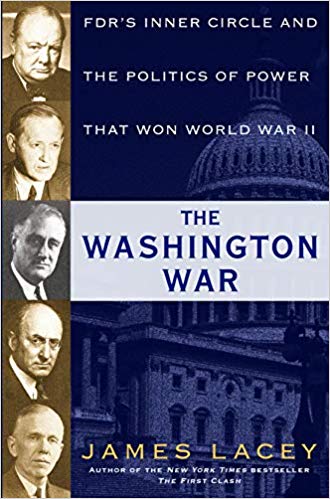 FDR'S INNER CIRCLE AND
THE POLITICS OF POWER
THAT WON WORLD WAR II
THE
WASHINGTON
WAR
JAMES LACEY
AUTHOR OF THE NEW YORK TIMES BESTSELLER
THE FIRST CLASH